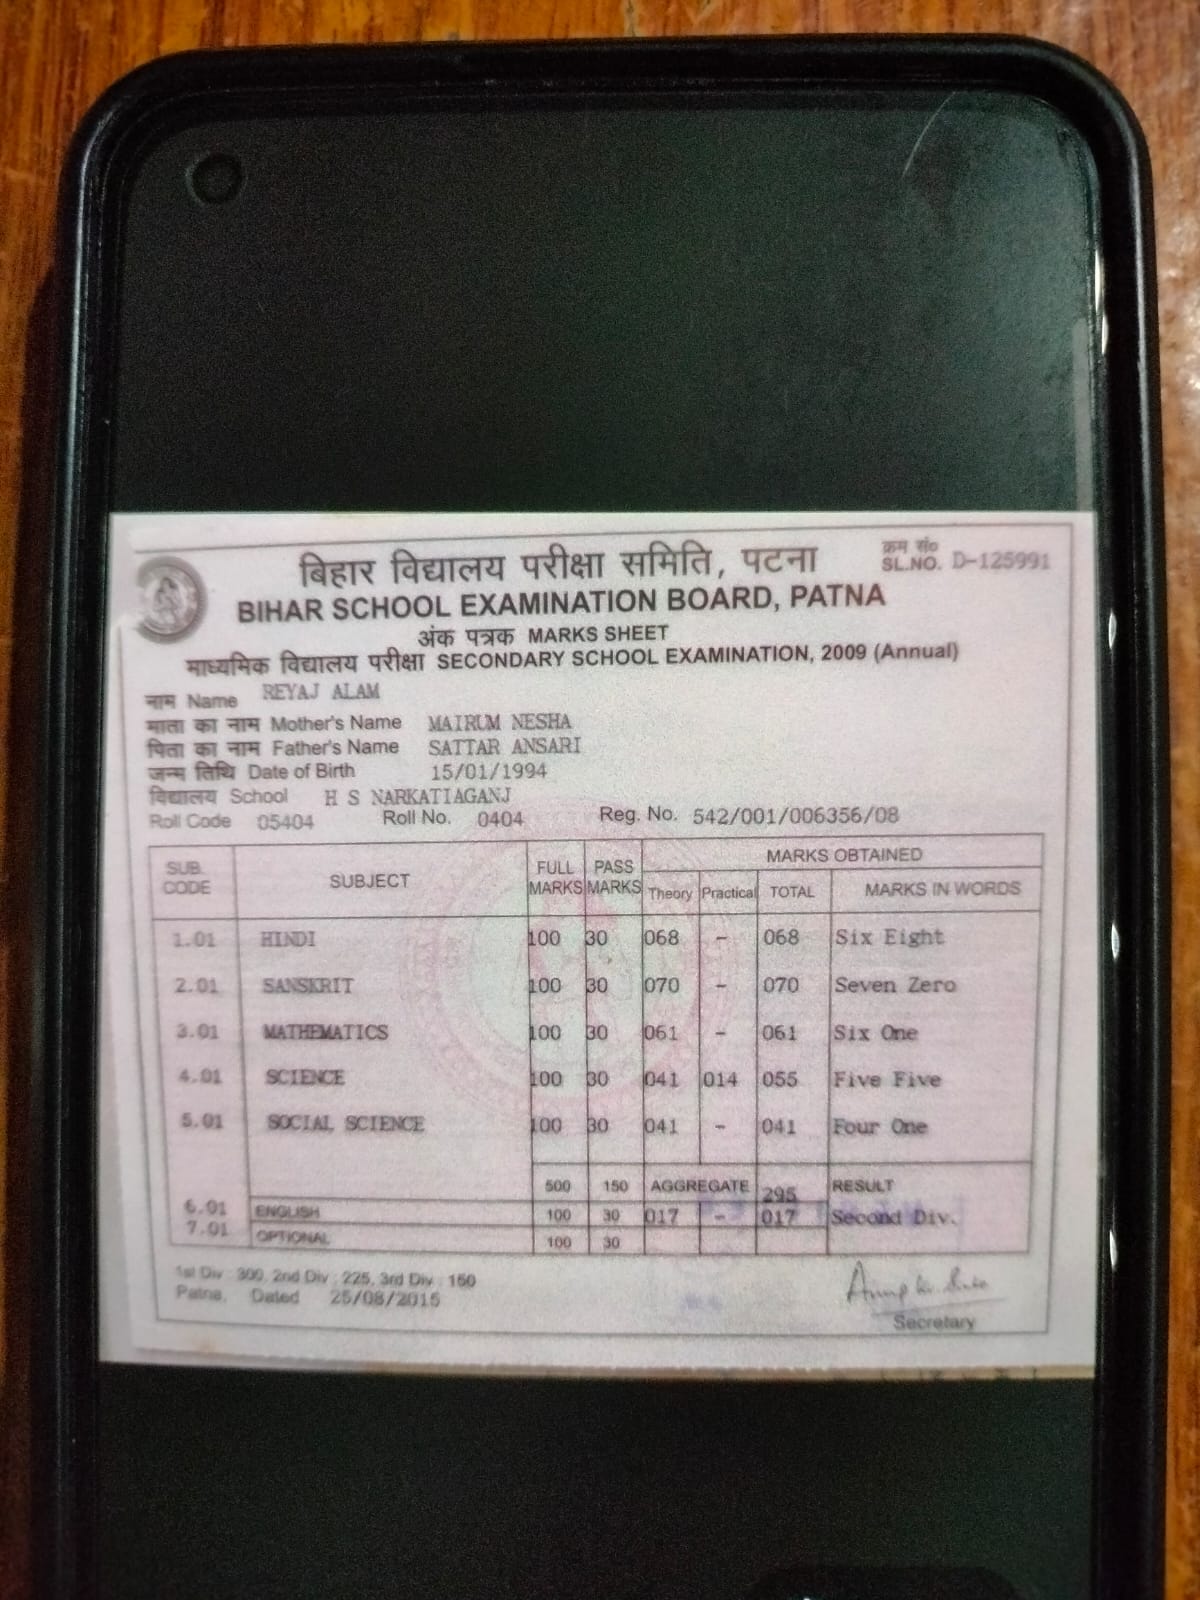 बिहार विद्यालय परीक्षा समिति, पटना
क्रम सं०
SL.NO. D-125991
BIHAR SCHOOL EXAMINATION BOARD, PATNA
अंक पत्रक MARKS SHEET
माध्यमिक विद्यालय परीक्षा SECONDARY SCHOOL EXAMINATION, 2009 (Annual)
नाम Name REYAJ ALAM
माता का नाम Mother's Name MAIRUM NESHA
पिता का नाम Father's Name SATTAR ANSARI
जन्म तिथि Date of Birth 15/01/1994
विद्यालय School H S NARKATIAGANJ
Roll Code 05404 Roll No. 0404 Reg. No. 542/001/006356/08
SUB. CODE SUBJECT FULL MARKS PASS MARKS MARKS OBTAINED
Theory Practical TOTAL MARKS IN WORDS
1.01 HINDI 100 30 068 - 068 Six Eight
2.01 SANSKRIT 100 30 070 - 070 Seven Zero
3.01 MATHEMATICS 100 30 061 - 061 Six One
4.01 SCIENCE 100 30 041 014 055 Five Five
5.01 SOCIAL SCIENCE 100 30 041 - 041 Four One
500 150 AGGREGATE 295 RESULT
6.01 ENGLISH 100 30 017 - 017 Second Div.
7.01 OPTIONAL 100 30
1st Div : 300, 2nd Div : 225, 3rd Div : 150
Patna, Dated 25/08/2015
Secretary